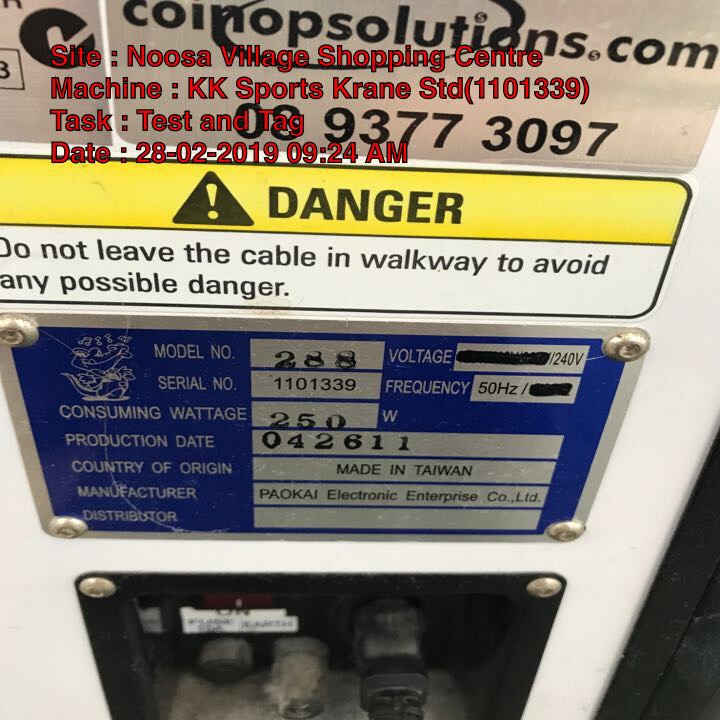 coinopsolutions.com
Site : Noosa Village Shopping Centre
Machine : KK Sports Krane Std(1101339)
Task : Test and Tag
Date : 28-02-2019 09:24 AM
3
08 9377 3097
DANGER
Do not leave the cable in walkway to avoid
any possible danger.
MODEL NO. 288 VOLTAGE /240V
SERIAL NO. 1101339 FREQUENCY 50Hz /
CONSUMING WATTAGE 250 W
PRODUCTION DATE 042611
COUNTRY OF ORIGIN MADE IN TAIWAN
MANUFACTURER PAOKAI Electronic Enterprise Co.,Ltd.
DISTRIBUTOR
FUSE EARTH